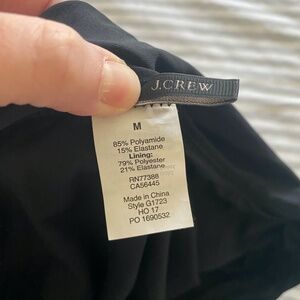 J.CREW
M
85% Polyamide
15% Elastane
Lining:
79% Polyester
21% Elastane
RN77388
CA56445
Made in China
Style G1723
HO 17
PO 1690532